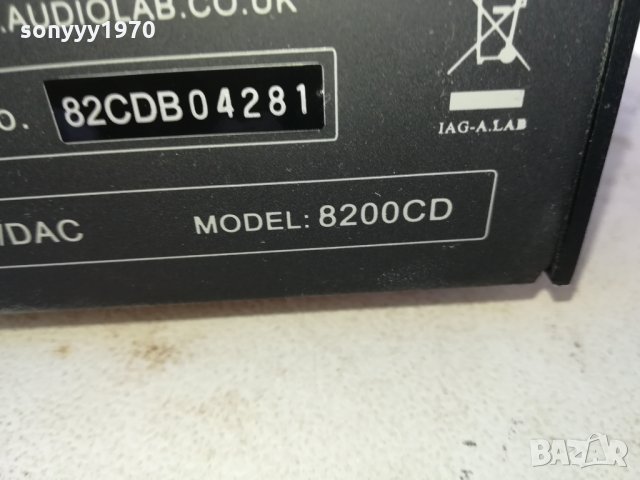 sonyyy1970
.AUDIOLAB.CO.UK
o. 82CDB04281
IAG-A.LAB
/DAC MODEL: 8200CD
BAZAR